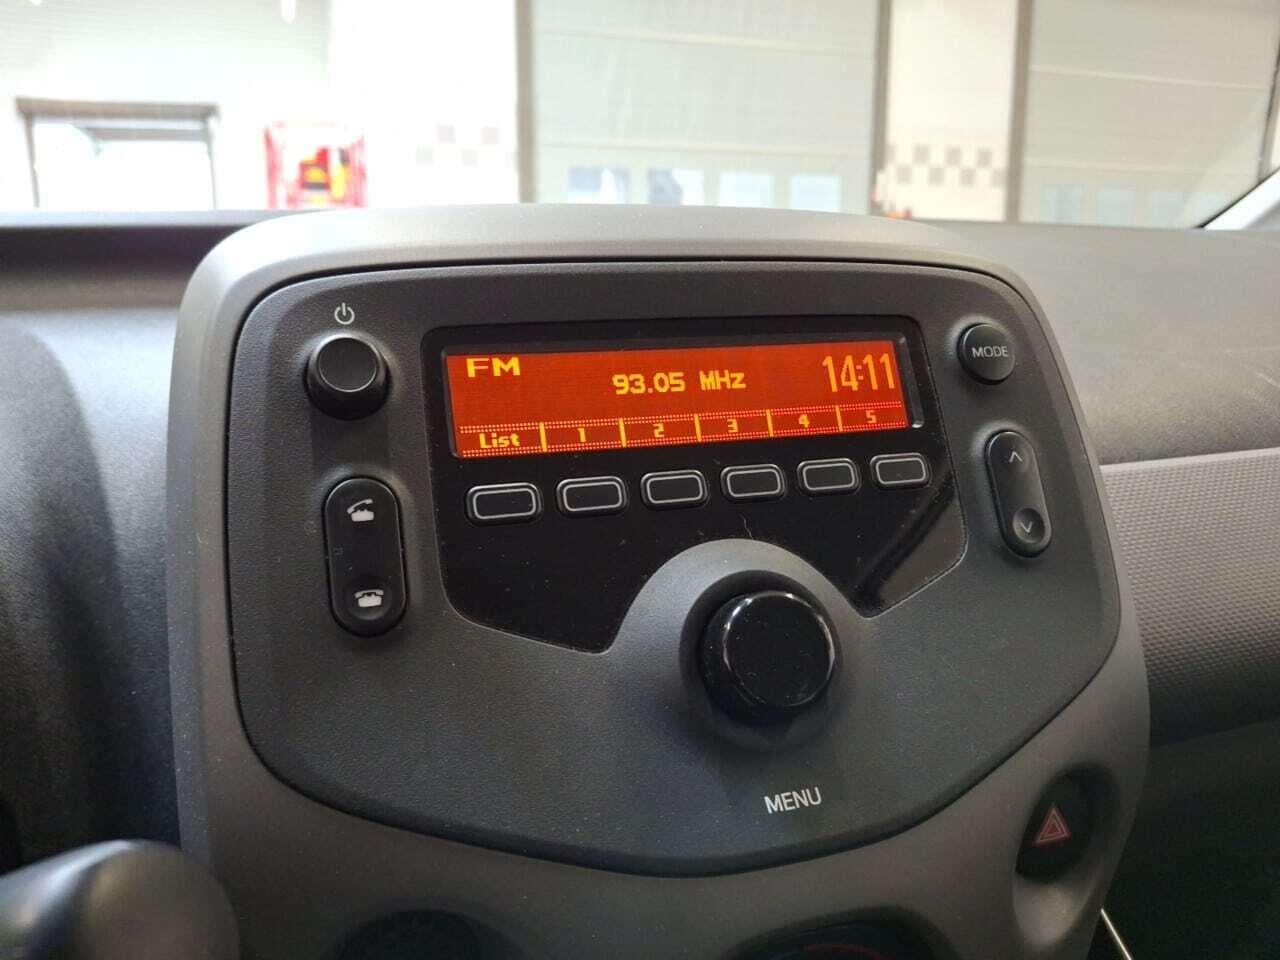 FM
93.05 MHz
14:11
MODE
List 1 2 3 4 5
MENU